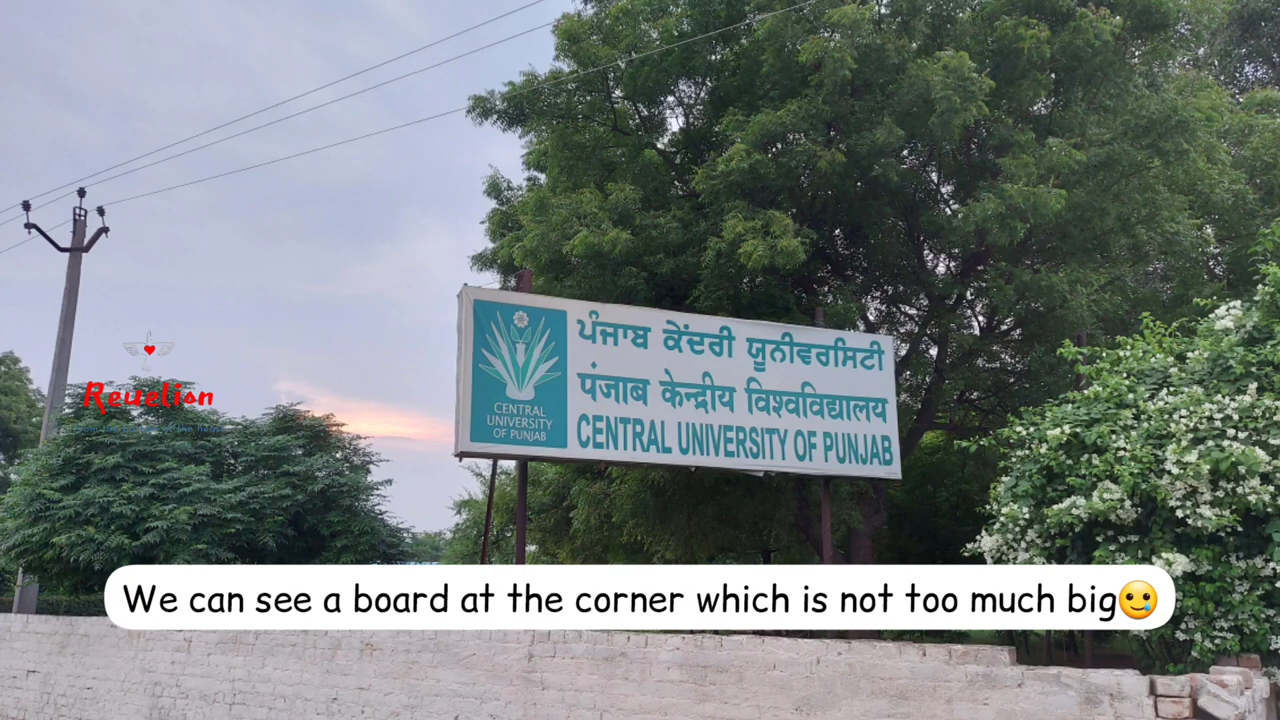 Revelion
ਪੰਜਾਬ ਕੇਂਦਰੀ ਯੂਨੀਵਰਸਿਟੀ
पंजाब केन्द्रीय विश्वविद्यालय
CENTRAL UNIVERSITY OF PUNJAB
CENTRAL
UNIVERSITY
OF PUNJAB
We can see a board at the corner which is not too much big🥲